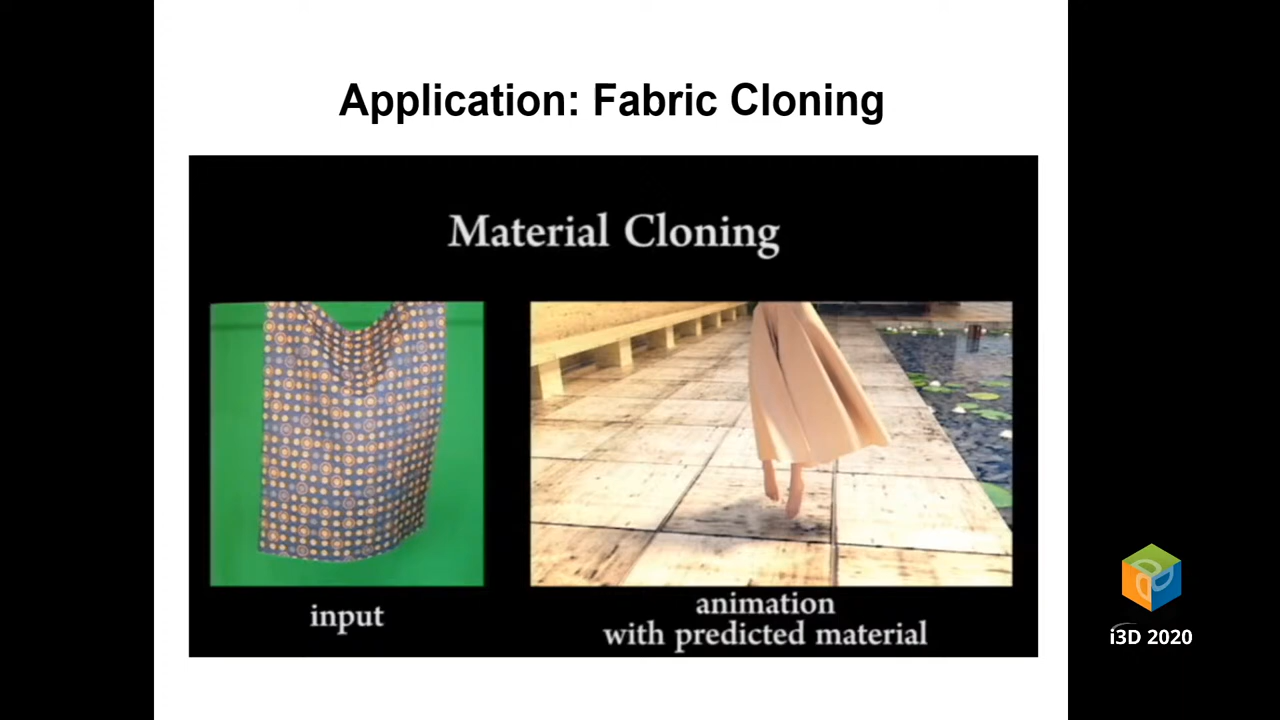 Application: Fabric Cloning
Material Cloning
input
animation
with predicted material
i3D 2020